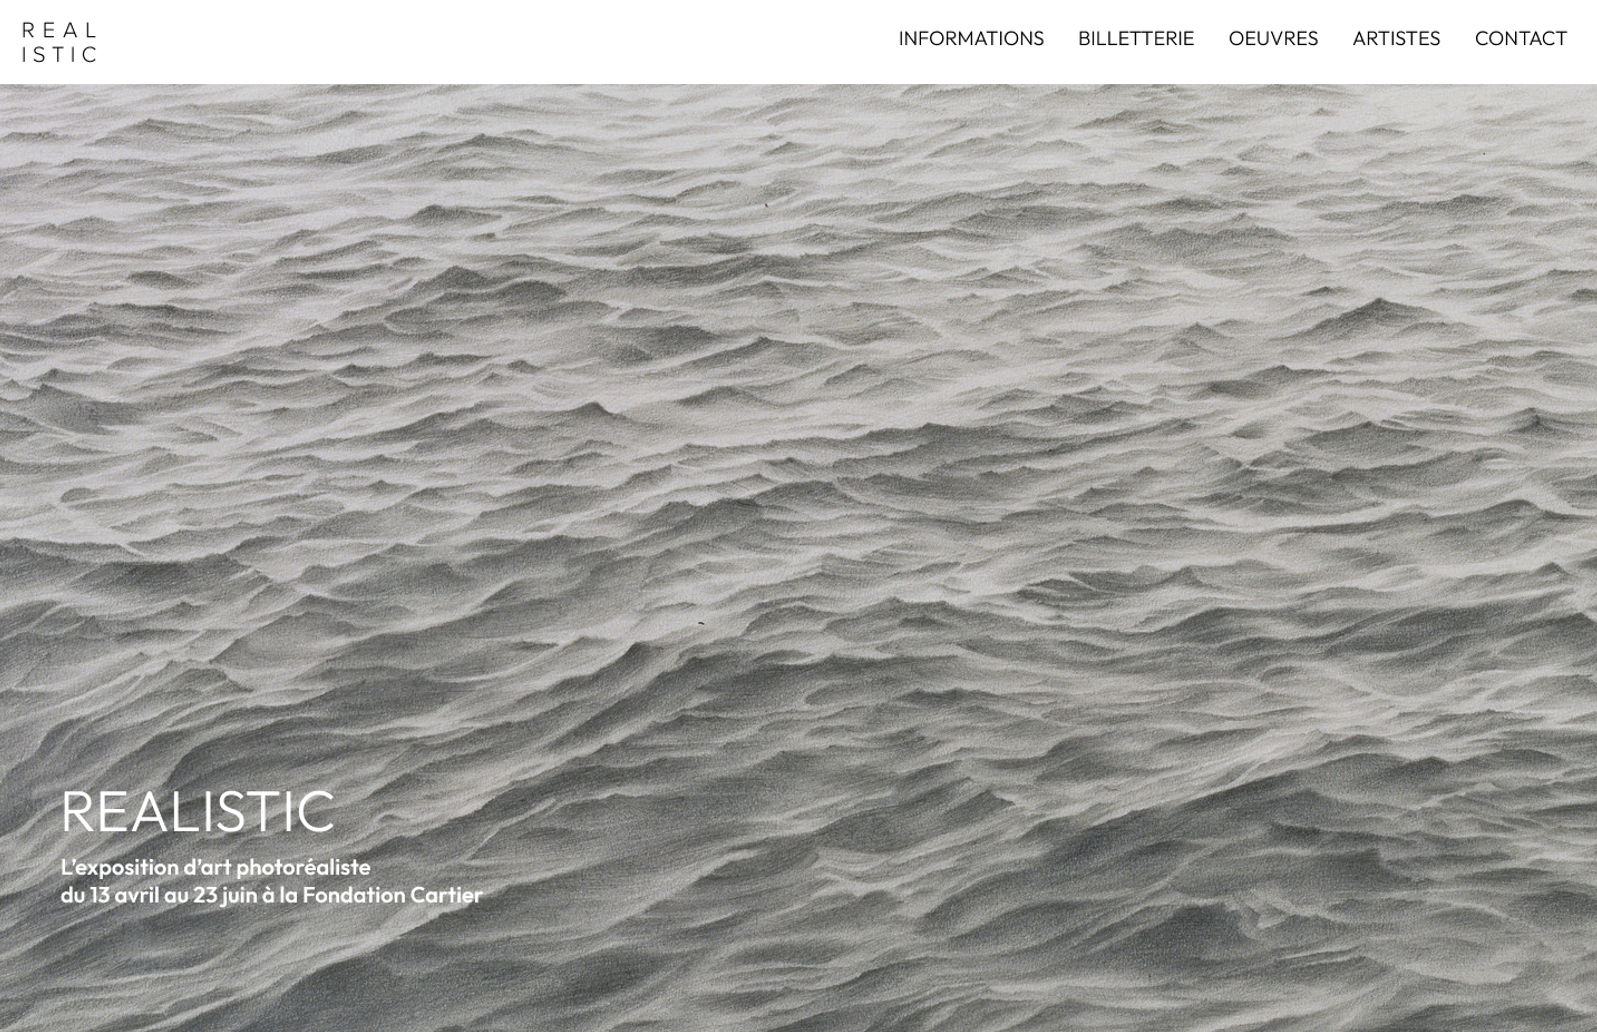 REAL
ISTIC
INFORMATIONS BILLETTERIE OEUVRES ARTISTES CONTACT
REALISTIC
L’exposition d’art photoréaliste
du 13 avril au 23 juin à la Fondation Cartier